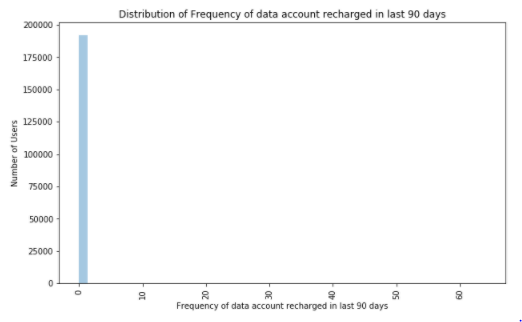 Distribution of Frequency of data account recharged in last 90 days
200000
175000
150000
125000
100000
75000
50000
25000
0
Number of Users
0 10 20 30 40 50 60
Frequency of data account recharged in last 90 days